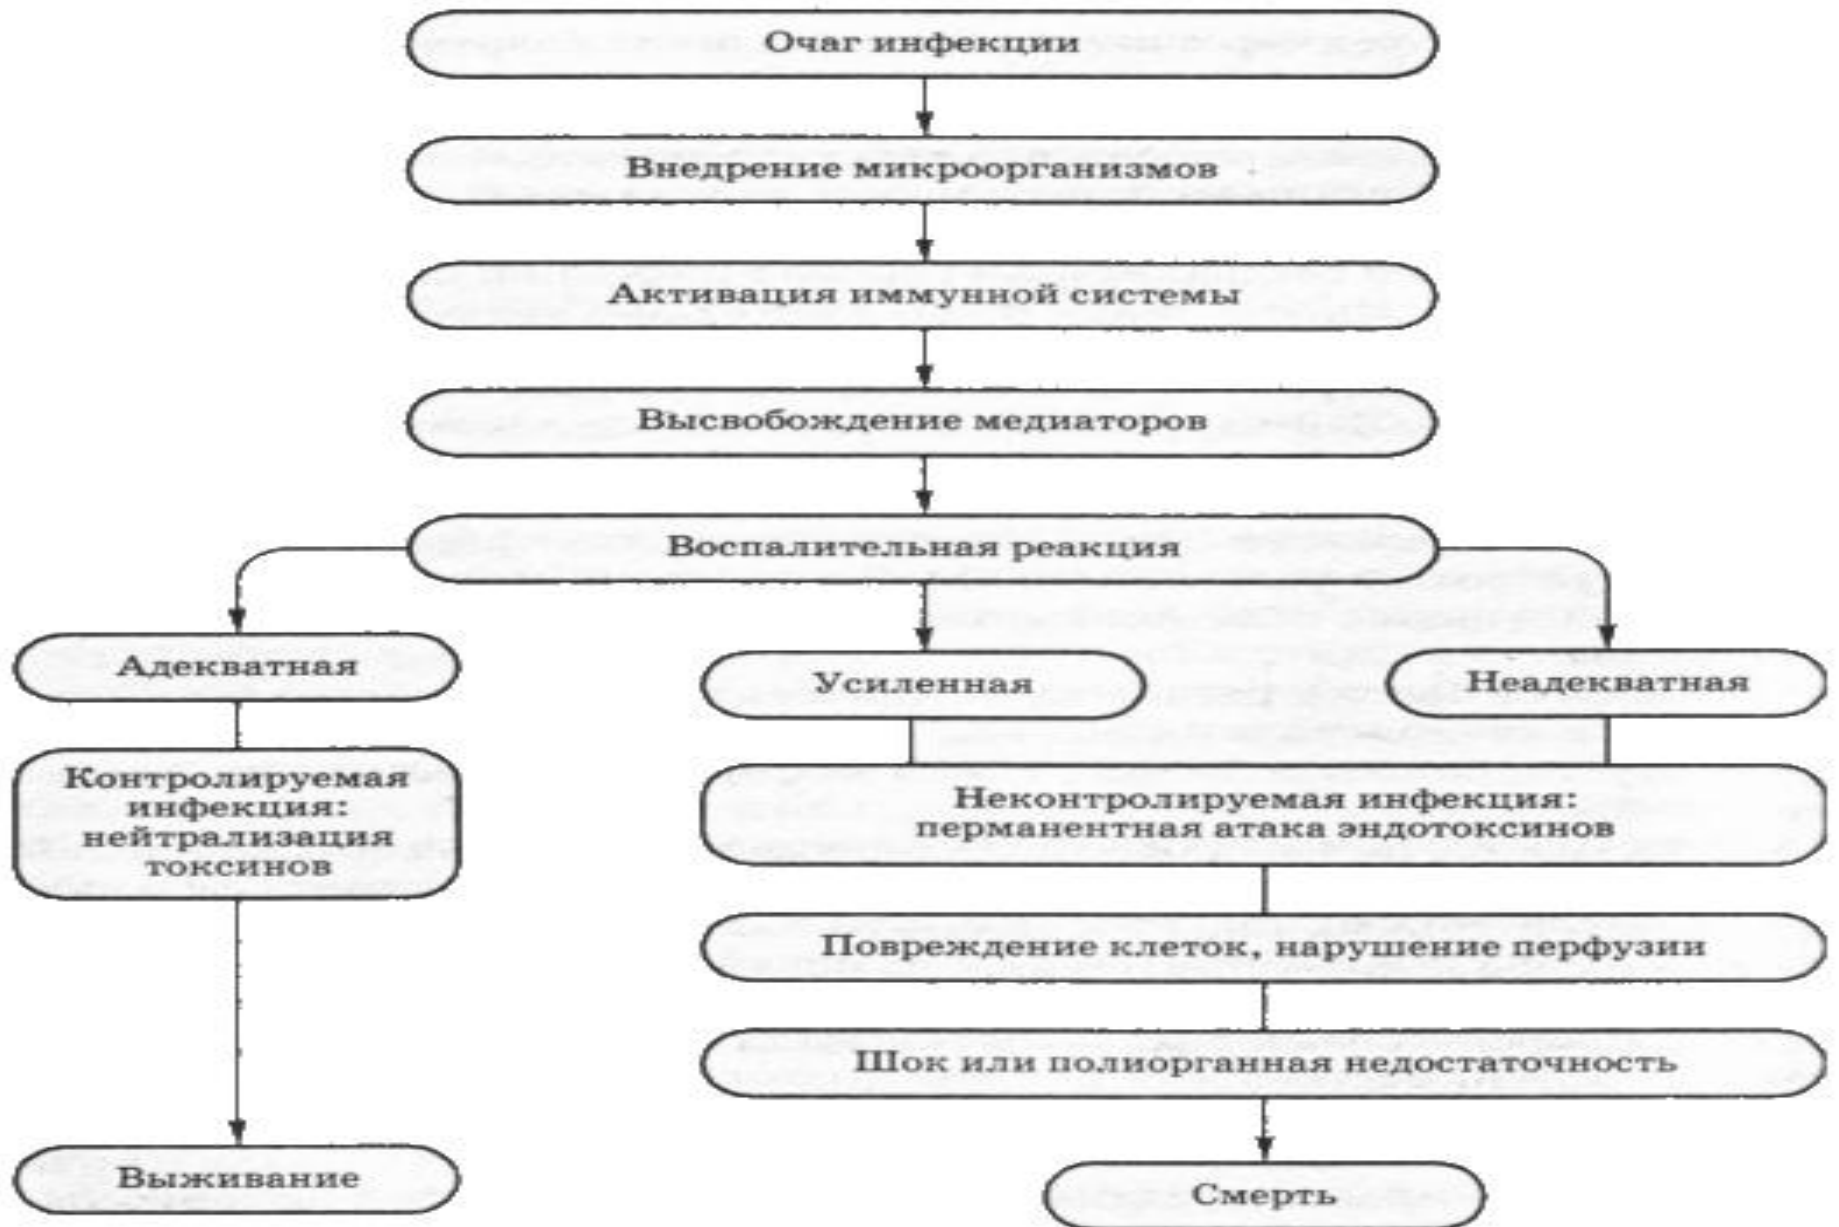 Очаг инфекции
Внедрение микроорганизмов
Активация иммунной системы
Высвобождение медиаторов
Воспалительная реакция
Адекватная
Усиленная
Неадекватная
Контролируемая
инфекция:
нейтрализация
токсинов
Неконтролируемая инфекция:
перманентная атака эндотоксинов
Повреждение клеток, нарушение перфузии
Шок или полиорганная недостаточность
Выживание
Смерть